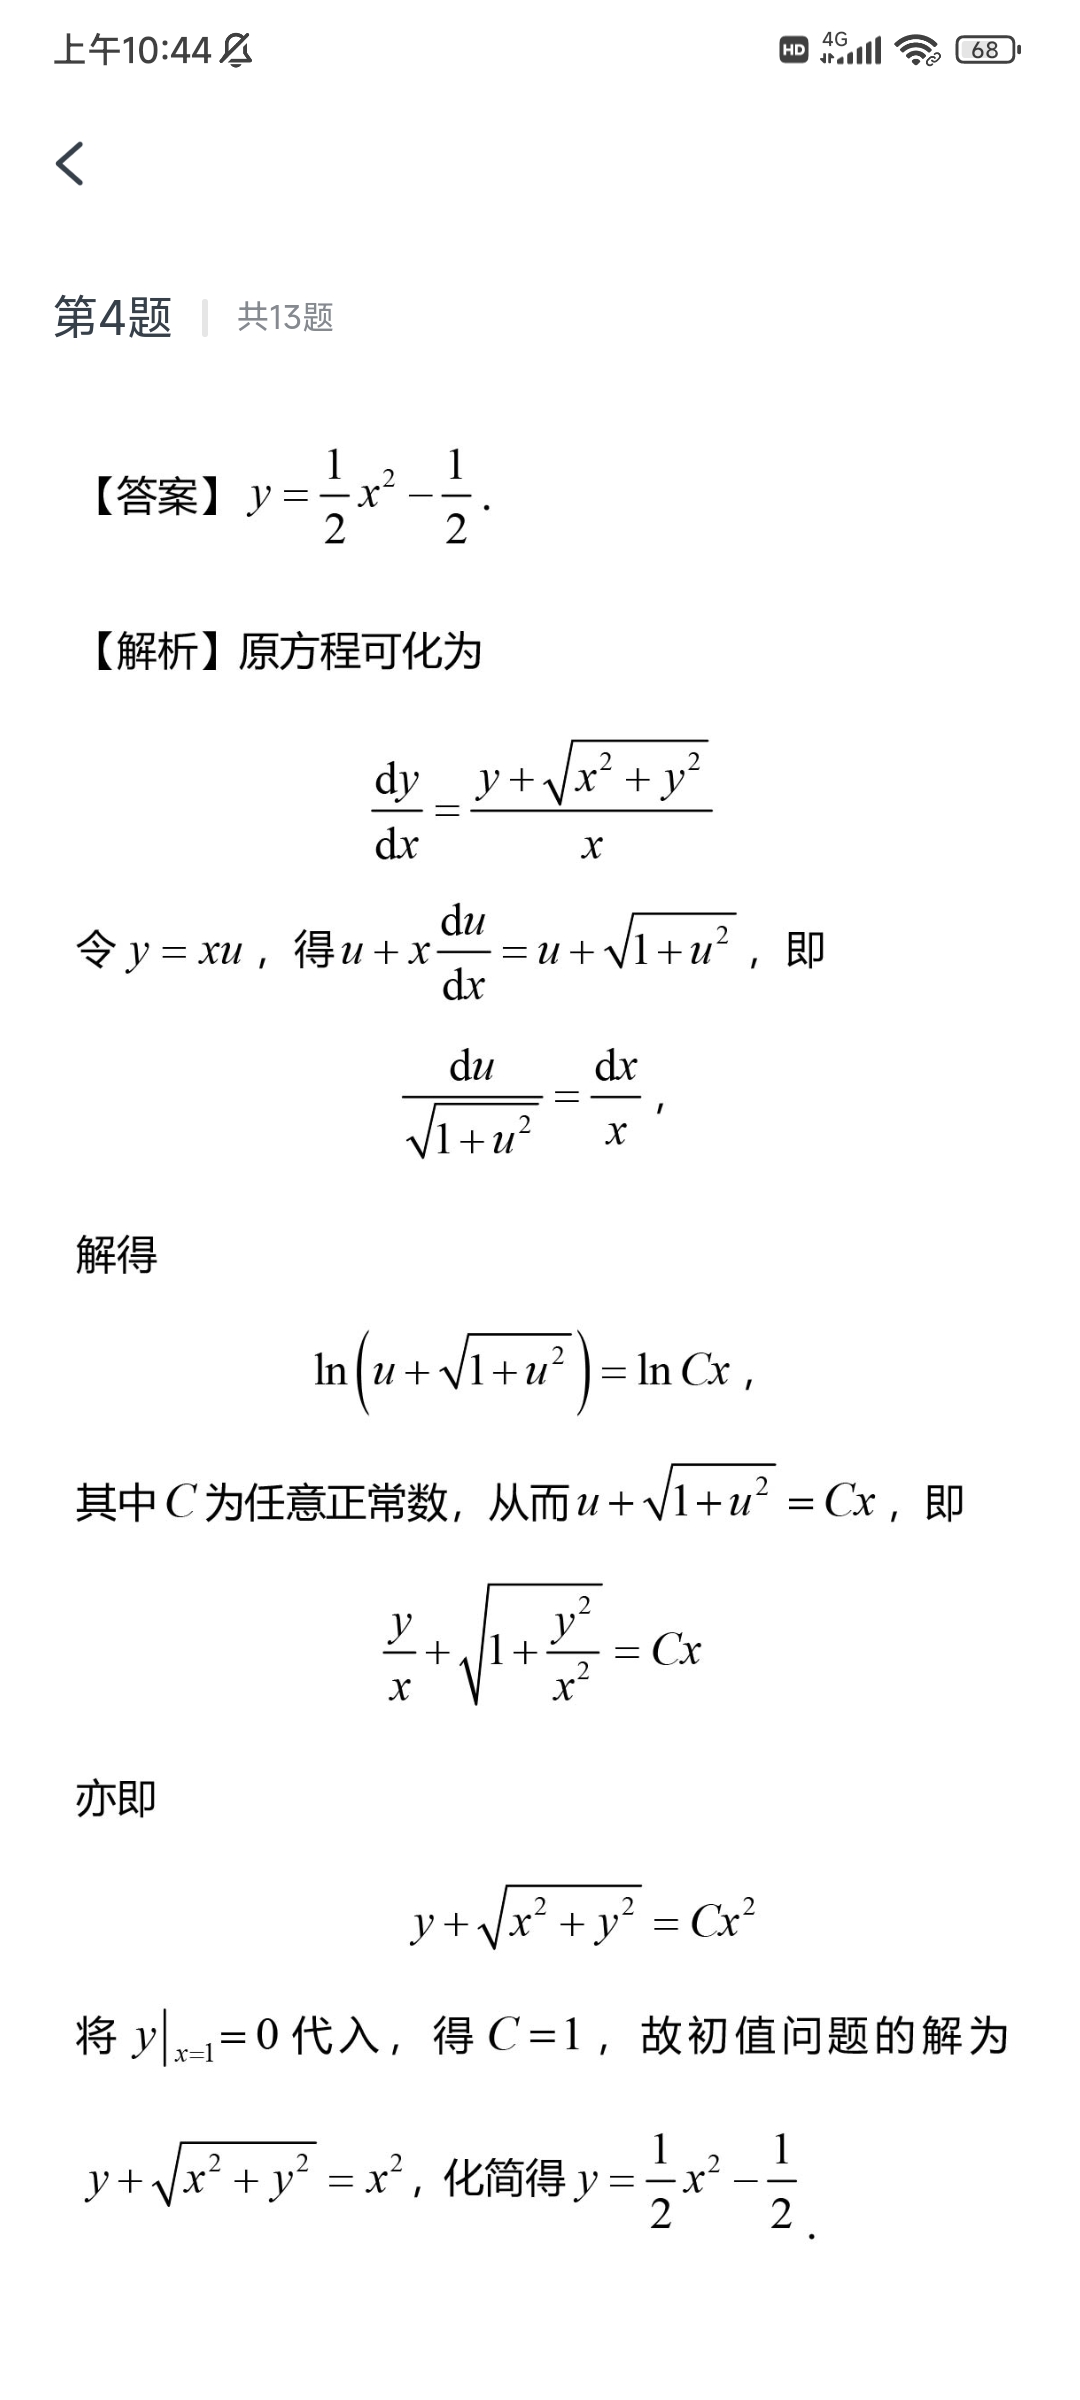 上午10:44 HD 4G 68
第4题 | 共13题
【答案】 y = \frac{1}{2}x^2 - \frac{1}{2}.
【解析】原方程可化为
\frac{dy}{dx} = \frac{y + \sqrt{x^2 + y^2}}{x}
令 y = xu ，得 u + x\frac{du}{dx} = u + \sqrt{1 + u^2} ，即
\frac{du}{\sqrt{1 + u^2}} = \frac{dx}{x} ，
解得
\ln\left(u + \sqrt{1 + u^2}\right) = \ln Cx ，
其中 C 为任意正常数，从而 u + \sqrt{1 + u^2} = Cx ，即
\frac{y}{x} + \sqrt{1 + \frac{y^2}{x^2}} = Cx
亦即
y + \sqrt{x^2 + y^2} = Cx^2
将 y|_{x=1} = 0 代入，得 C = 1 ，故初值问题的解为
y + \sqrt{x^2 + y^2} = x^2，化简得 y = \frac{1}{2}x^2 - \frac{1}{2}.